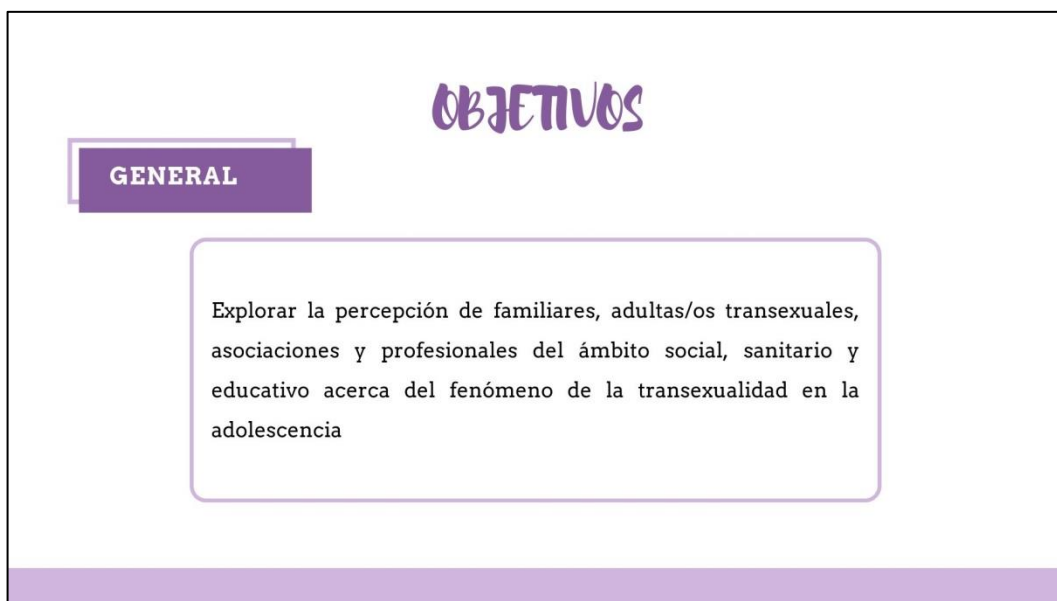 OBJETIVOS
GENERAL
Explorar la percepción de familiares, adultas/os transexuales,
asociaciones y profesionales del ámbito social, sanitario y
educativo acerca del fenómeno de la transexualidad en la
adolescencia